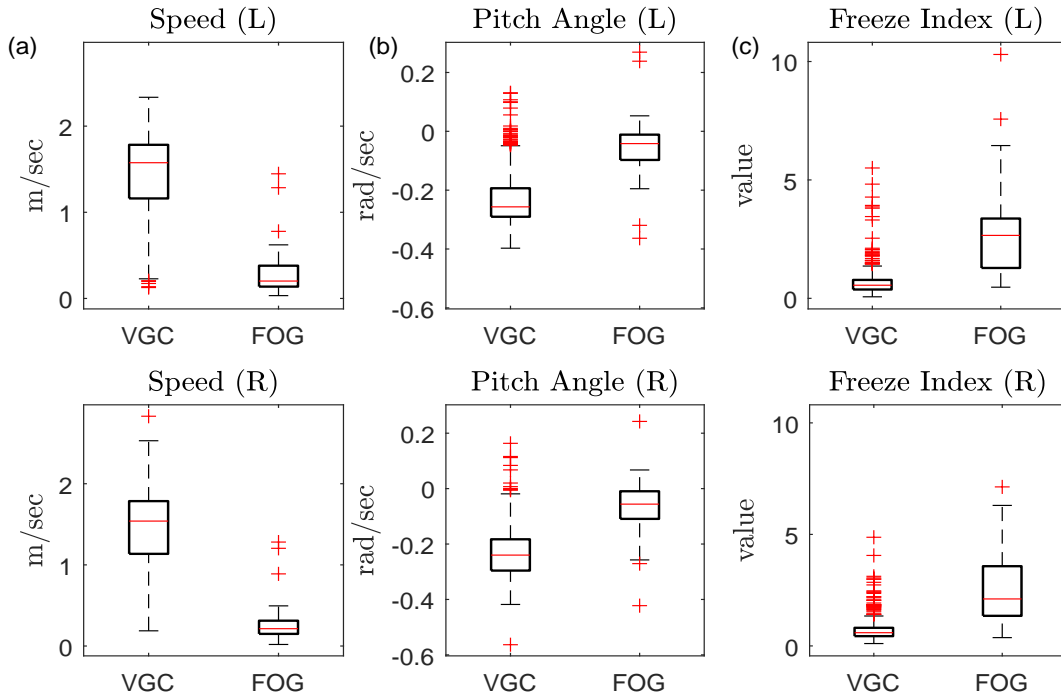 (a)
Speed (L)
m/sec
2
1
0
VGC FOG
(b)
Pitch Angle (L)
rad/sec
0.2
0
-0.2
-0.4
-0.6
VGC FOG
(c)
Freeze Index (L)
value
10
5
0
VGC FOG
Speed (R)
m/sec
2
1
0
VGC FOG
Pitch Angle (R)
rad/sec
0.2
0
-0.2
-0.4
-0.6
VGC FOG
Freeze Index (R)
value
10
5
0
VGC FOG